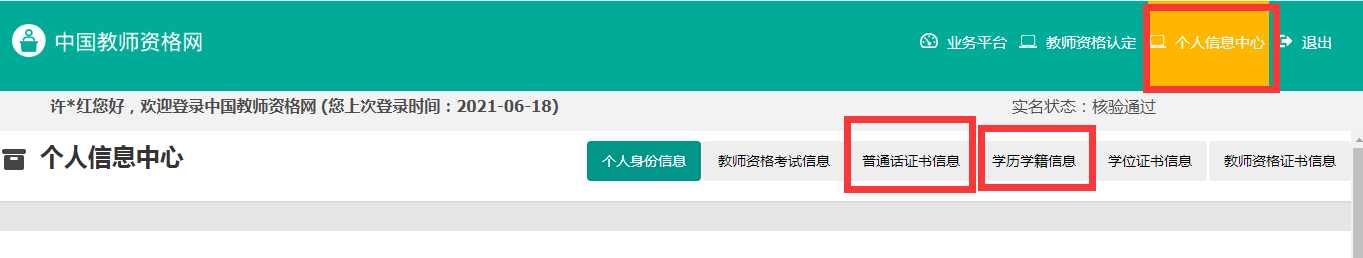 中国教师资格网 业务平台 教师资格认定 个人信息中心 退出
许*红您好，欢迎登录中国教师资格网 (您上次登录时间：2021-06-18) 实名状态：核验通过
个人信息中心 个人身份信息 教师资格考试信息 普通话证书信息 学历学籍信息 学位证书信息 教师资格证书信息